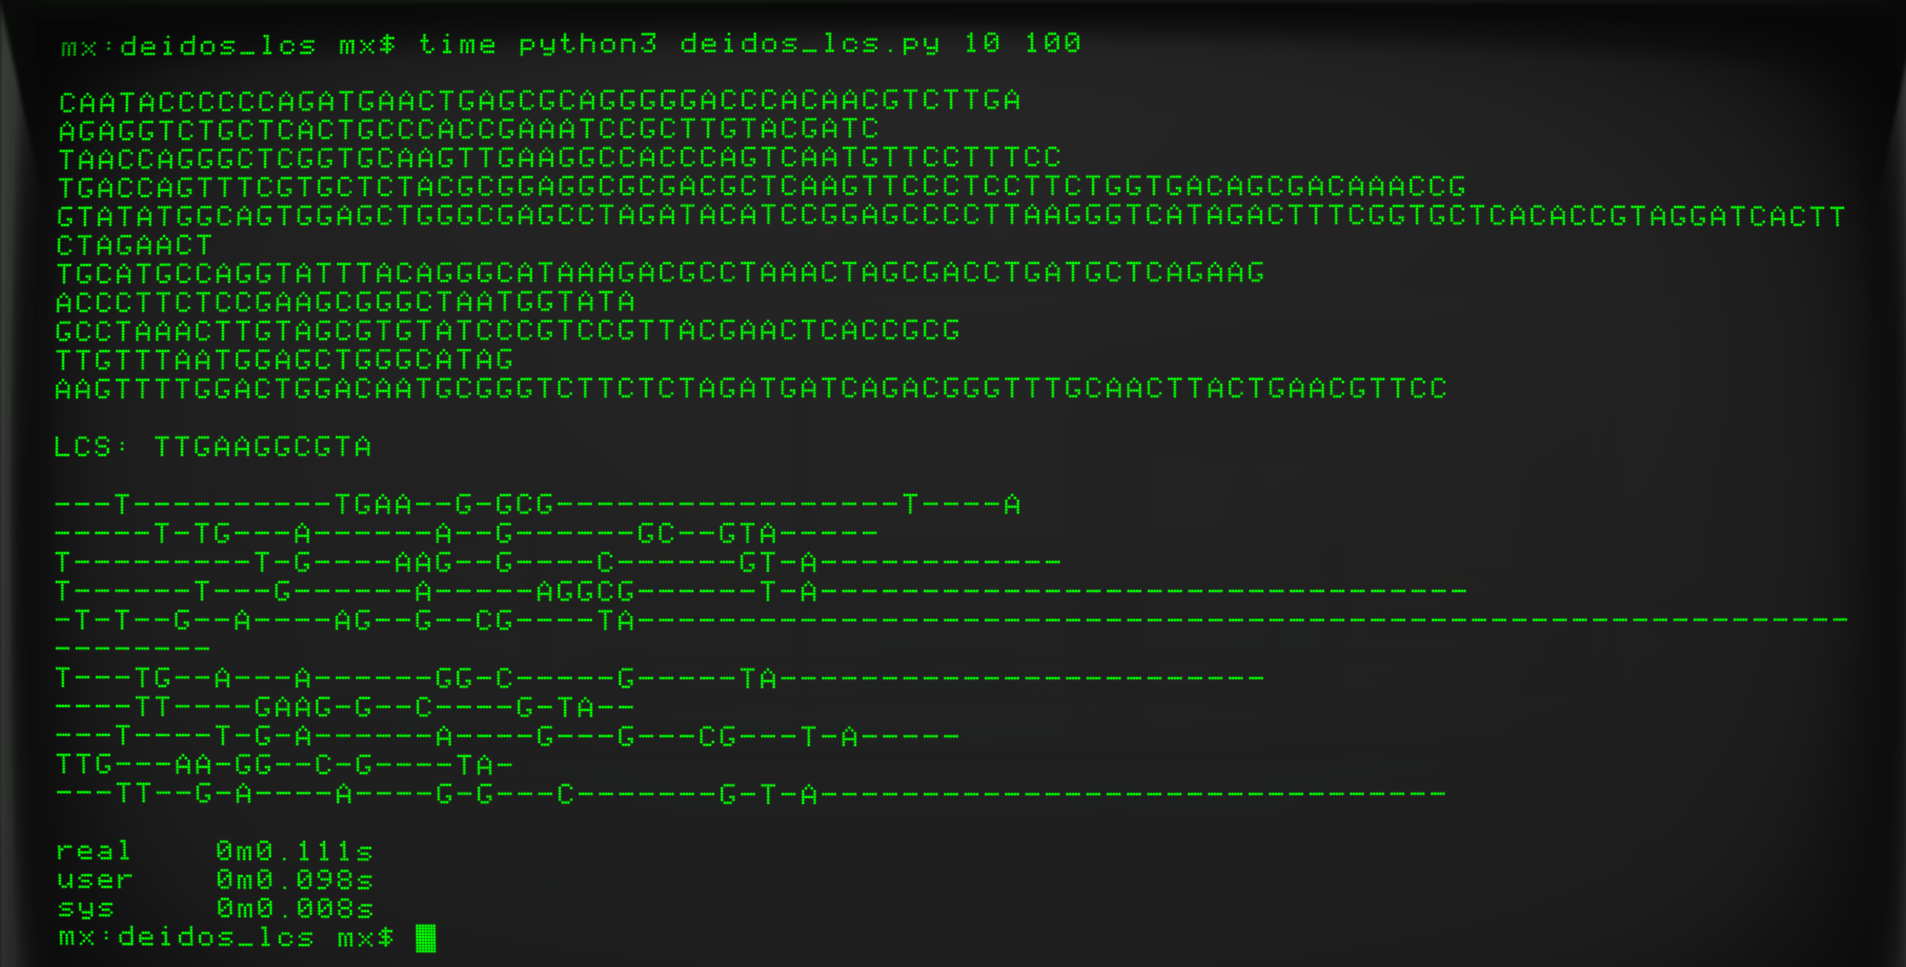 mx:deidos_lcs mx$ time python3 deidos_lcs.py 10 100
CAATACCCCCCAGATGAACTGAGCGCAGGGGGACCCACAACGTCTTGA
AGAGGTCTGCTCACTGCCCACCGAAATCCGCTTGTACGATC
TAACCAGGGCTCGGTGCAAGTTGAAGGCCACCCAGTCAATGTTCCTTTCC
TGACCAGTTTCGTGCTCTACGCGGAGGCGCGACGCTCAAGTTCCCTCCTTCTGGTGACAGCGACAAACCG
GTATATGGCAGTGGAGCTGGGCGAGCCTAGATACATCCGGAGCCCCTTAAGGGTCATAGACTTTCGGTGCTCACACCGTAGGATCACTT
CTAGAACT
TGCATGCCAGGTATTTACAGGGCATAAAGACGCCTAAACTAGCGACCTGATGCTCAGAAG
ACCCTTCTCCGAAGCGGGCTAATGGTATA
GCCTAAACTTGTAGCGTGTATCCCGTCCGTTACGAACTCACCGCG
TTGTTTAATGGAGCTGGGCATAG
AAGTTTTGGACTGGACAATGCGGGTCTTCTCTAGATGATCAGACGGGTTTGCAACTTACTGAACGTTCC
LCS: TTGAAGGCGTA
---T----------TGAA--G-GCG-----------------T----A
-----T-TG---A------A--G------GC--GTA-----
T---------T-G----AAG--G----C------GT-A------------
T------T---G------A-----AGGCG------T-A--------------------------------
-T-T--G--A----AG--G--CG----TA------------------------------------------------------------
--------
T---TG--A---A------GG-C-----G-----TA------------------------
----TT----GAAG-G--C----G-TA--
---T----T-G-A------A----G---G---CG---T-A-----
TTG---AA-GG--C-G----TA-
---TT--G-A----A----G-G---C-------G-T-A-------------------------------
real 0m0.111s
user 0m0.098s
sys 0m0.008s
mx:deidos_lcs mx$